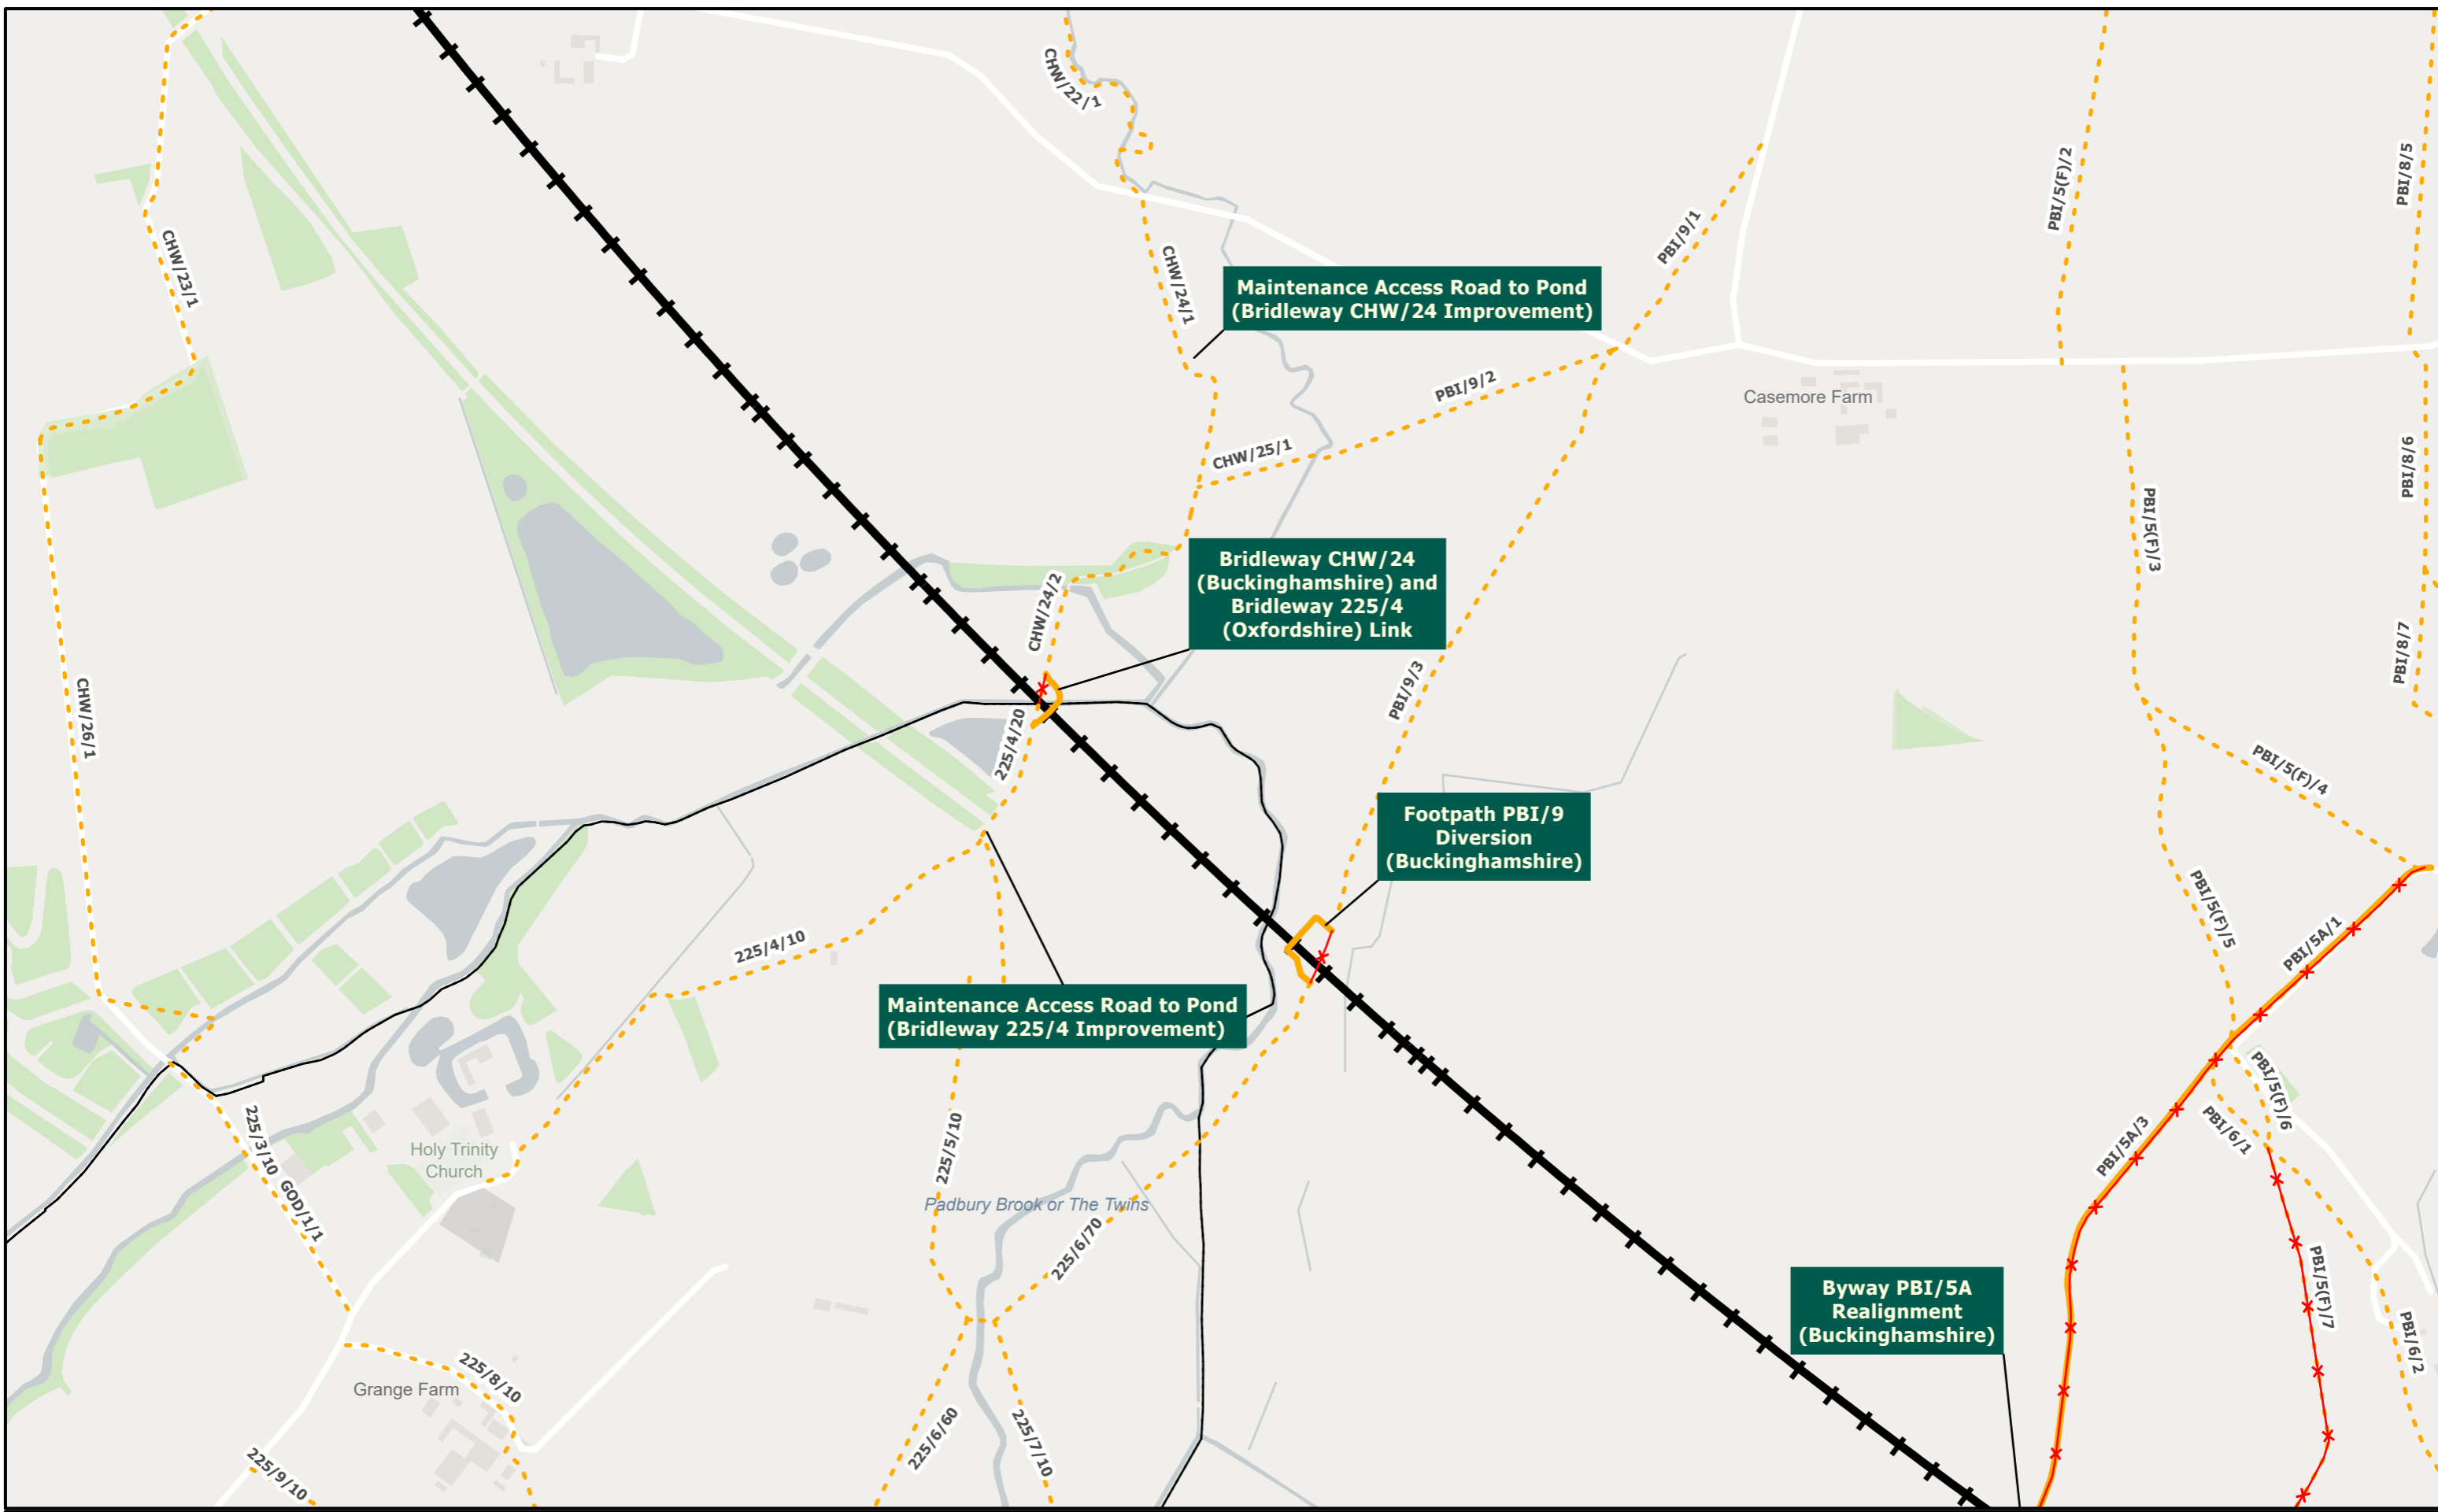 CHW/22/1
PBI/5(F)/2
PBI/8/5
CHW/23/1
CHW/24/1
PBI/9/1
Maintenance Access Road to Pond
(Bridleway CHW/24 Improvement)
PBI/9/2
Casemore Farm
CHW/25/1
PBI/8/6
PBI/5(F)/3
Bridleway CHW/24
(Buckinghamshire) and
Bridleway 225/4
(Oxfordshire) Link
CHW/24/2
PBI/8/7
PBI/9/3
CHW/26/1
225/4/20
PBI/5(F)/4
Footpath PBI/9
Diversion
(Buckinghamshire)
PBI/5(F)/5
PBI/5A/1
225/4/10
Maintenance Access Road to Pond
(Bridleway 225/4 Improvement)
PBI/5(F)/6
PBI/6/1
PBI/5A/3
225/3/10
Holy Trinity
Church
225/5/10
GOD/1/1
Padbury Brook or The Twins
225/6/70
Byway PBI/5A
Realignment
(Buckinghamshire)
PBI/5(F)/7
PBI/6/2
225/8/10
Grange Farm
225/6/60
225/7/10
225/9/10